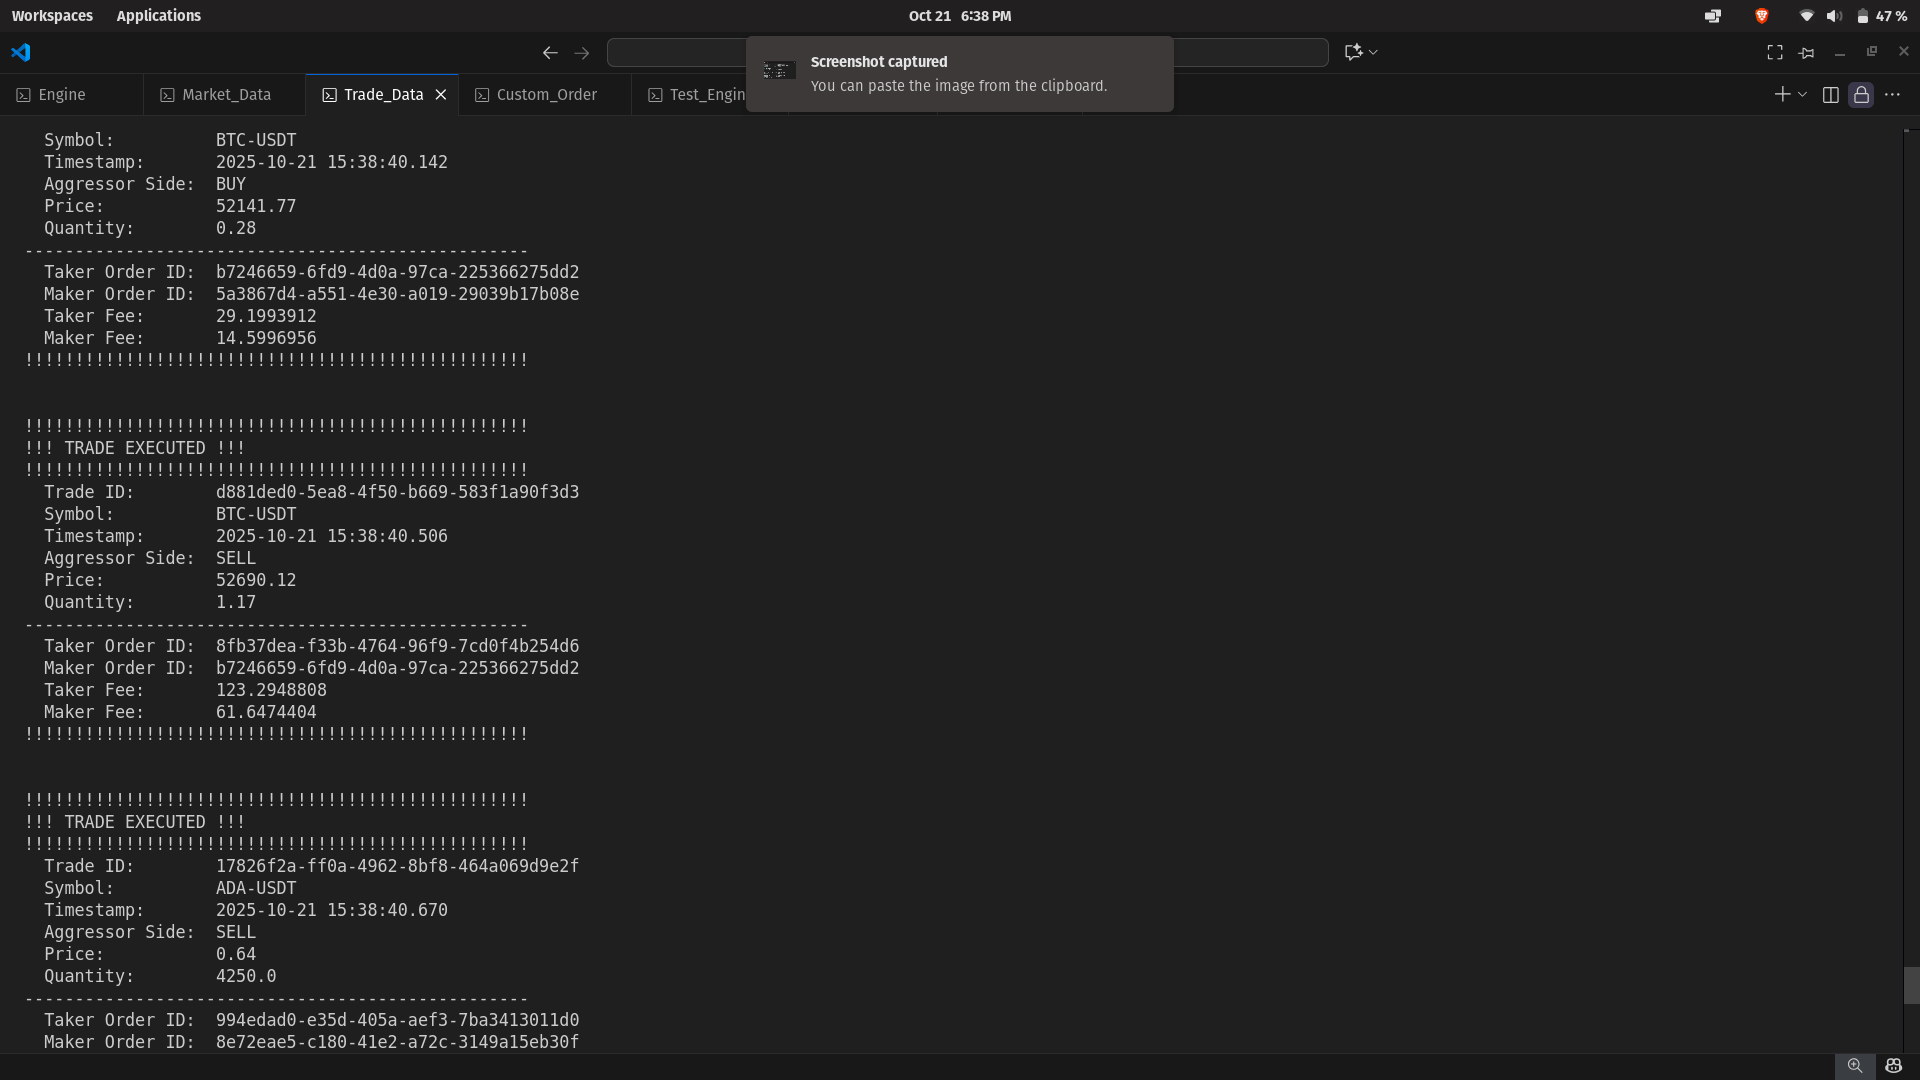 Workspaces Applications Oct 21 6:38 PM 47 %
Screenshot captured
You can paste the image from the clipboard.
Engine Market_Data Trade_Data Custom_Order Test_Engin
Symbol: BTC-USDT
Timestamp: 2025-10-21 15:38:40.142
Aggressor Side: BUY
Price: 52141.77
Quantity: 0.28
--------------------------------------------------
Taker Order ID: b7246659-6fd9-4d0a-97ca-225366275dd2
Maker Order ID: 5a3867d4-a551-4e30-a019-29039b17b08e
Taker Fee: 29.1993912
Maker Fee: 14.5996956
!!!!!!!!!!!!!!!!!!!!!!!!!!!!!!!!!!!!!!!!!!!!!!!!!!
!!!!!!!!!!!!!!!!!!!!!!!!!!!!!!!!!!!!!!!!!!!!!!!!!!
!!! TRADE EXECUTED !!!
!!!!!!!!!!!!!!!!!!!!!!!!!!!!!!!!!!!!!!!!!!!!!!!!!!
Trade ID: d881ded0-5ea8-4f50-b669-583f1a90f3d3
Symbol: BTC-USDT
Timestamp: 2025-10-21 15:38:40.506
Aggressor Side: SELL
Price: 52690.12
Quantity: 1.17
--------------------------------------------------
Taker Order ID: 8fb37dea-f33b-4764-96f9-7cd0f4b254d6
Maker Order ID: b7246659-6fd9-4d0a-97ca-225366275dd2
Taker Fee: 123.2948808
Maker Fee: 61.6474404
!!!!!!!!!!!!!!!!!!!!!!!!!!!!!!!!!!!!!!!!!!!!!!!!!!
!!!!!!!!!!!!!!!!!!!!!!!!!!!!!!!!!!!!!!!!!!!!!!!!!!
!!! TRADE EXECUTED !!!
!!!!!!!!!!!!!!!!!!!!!!!!!!!!!!!!!!!!!!!!!!!!!!!!!!
Trade ID: 17826f2a-ff0a-4962-8bf8-464a069d9e2f
Symbol: ADA-USDT
Timestamp: 2025-10-21 15:38:40.670
Aggressor Side: SELL
Price: 0.64
Quantity: 4250.0
--------------------------------------------------
Taker Order ID: 994edad0-e35d-405a-aef3-7ba3413011d0
Maker Order ID: 8e72eae5-c180-41e2-a72c-3149a15eb30f